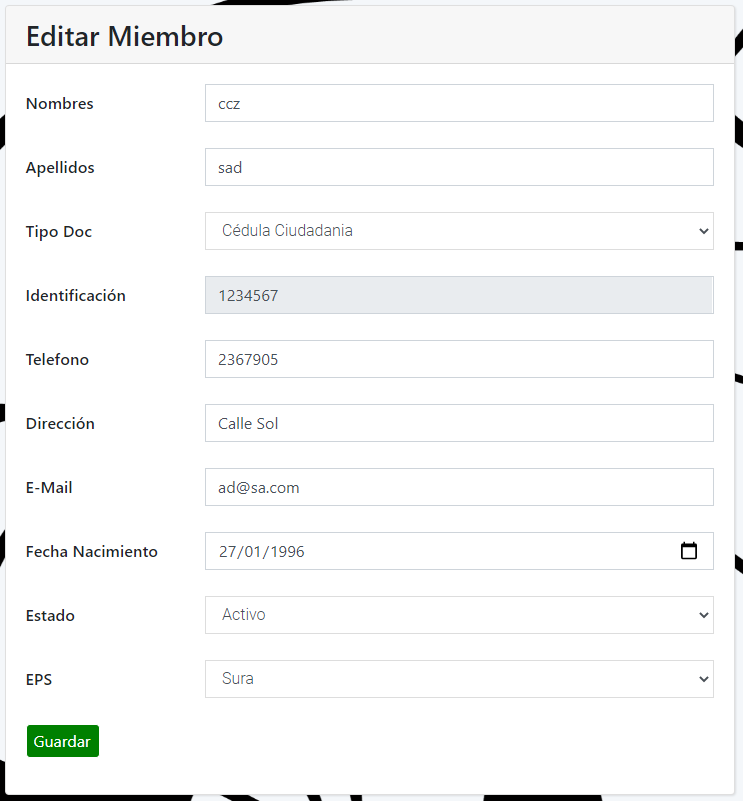 Editar Miembro
Nombres ccz
Apellidos sad
Tipo Doc Cédula Ciudadania
Identificación 1234567
Telefono 2367905
Dirección Calle Sol
E-Mail ad@sa.com
Fecha Nacimiento 27/01/1996
Estado Activo
EPS Sura
Guardar